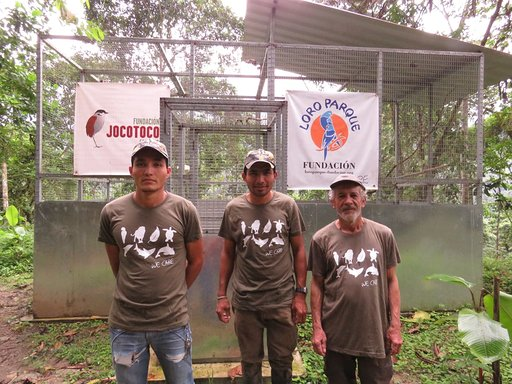 FUNDACIÓN
JOCOTOCO
LORO PARQUE
FUNDACIÓN
WE CARE
WE CARE
WE CARE